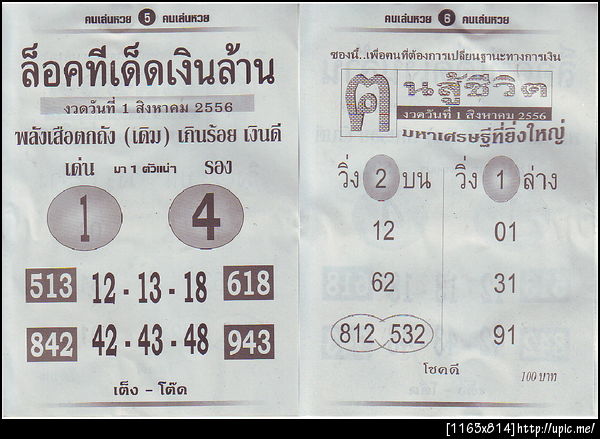 คนเล่นหวย 5 คนเล่นหวย
ล็อคทีเด็ดเงินล้าน
งวดวันที่ 1 สิงหาคม 2556
พลังเสือตกถัง (เดิม) เกินร้อย เงินดี
เด่น มา 1 ตัวแน่ๆ รอง
1 4
513 12 - 13 - 18 618
842 42 - 43 - 48 943
เต็ง - โต๊ด
คนเล่นหวย 6 คนเล่นหวย
ซองนี้..เพื่อคนที่ต้องการเปลี่ยนฐานะทางการเงิน
ฅนสู้ชีวิต
งวดวันที่ 1 สิงหาคม 2556
มหาเศรษฐีที่ยิ่งใหญ่
วิ่ง 2 บน วิ่ง 1 ล่าง
12 01
62 31
812 532 91
โชคดี
100 บาท
[1163x814]http://upic.me/